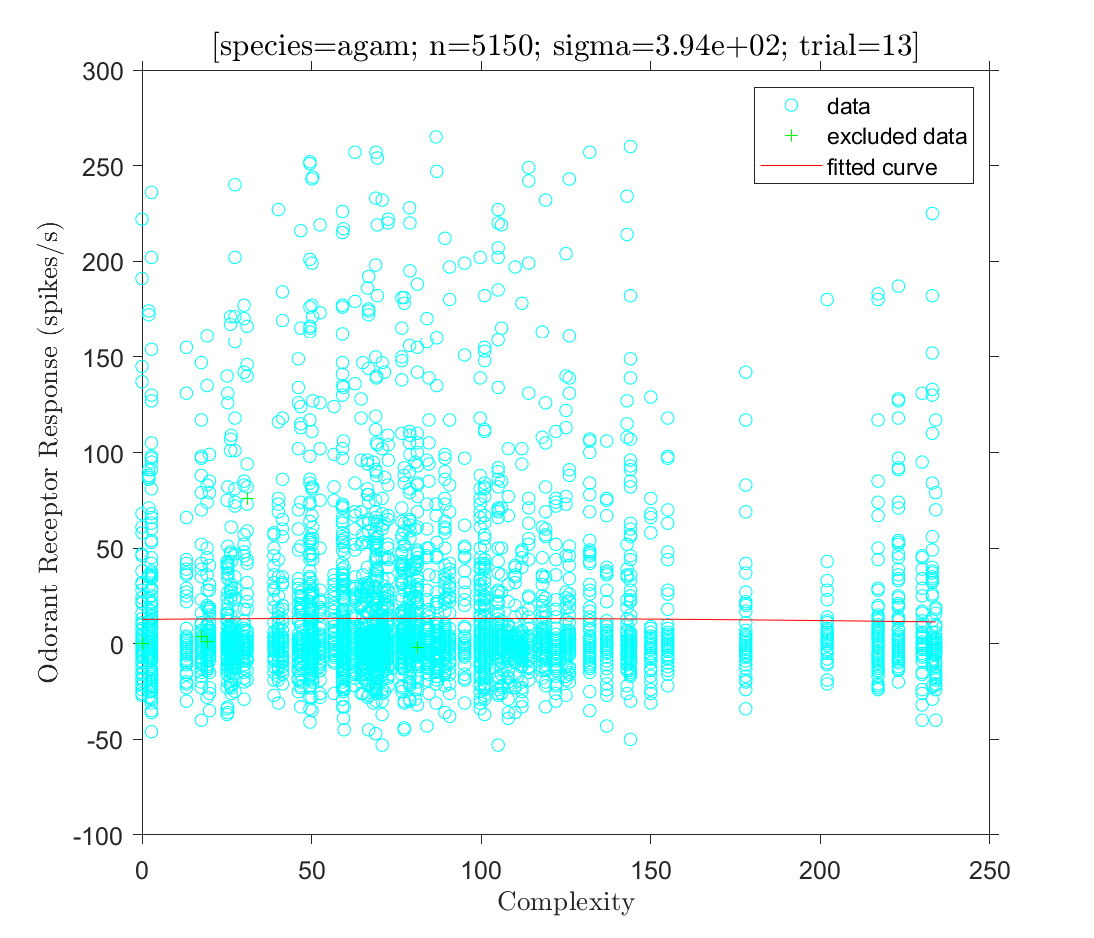 [species=agam; n=5150; sigma=3.94e+02; trial=13]
300
250
200
150
100
50
0
-50
-100
Odorant Receptor Response (spikes/s)
data
excluded data
fitted curve
0 50 100 150 200 250
Complexity